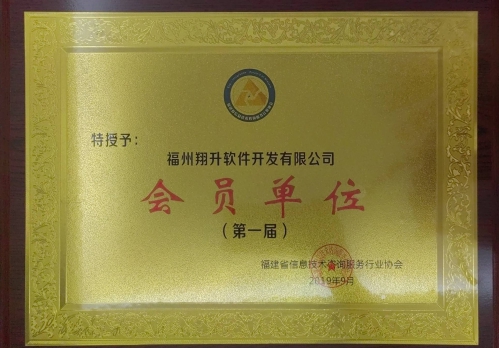 特授予：
福州翔升软件开发有限公司
会员单位
（第一届）
福建省信息技术咨询服务行业协会
2019年9月